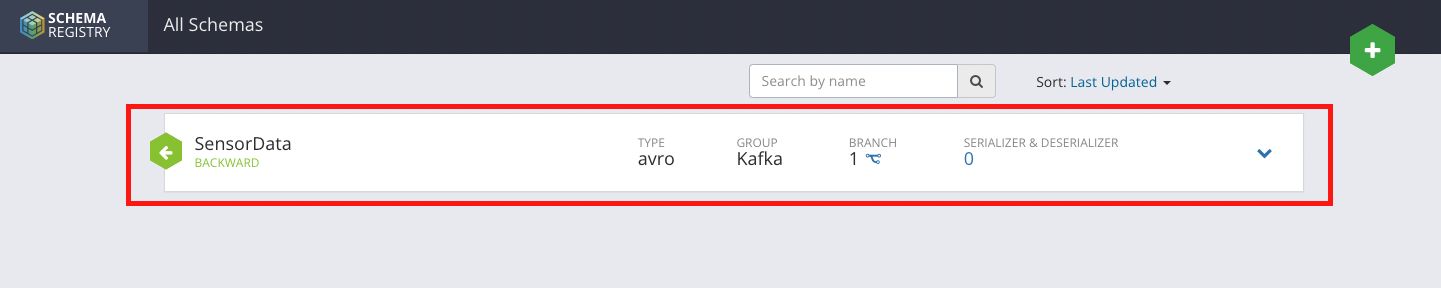 SCHEMA
REGISTRY
All Schemas
Search by name
Sort: Last Updated
SensorData
BACKWARD
TYPE
avro
GROUP
Kafka
BRANCH
1
SERIALIZER & DESERIALIZER
0